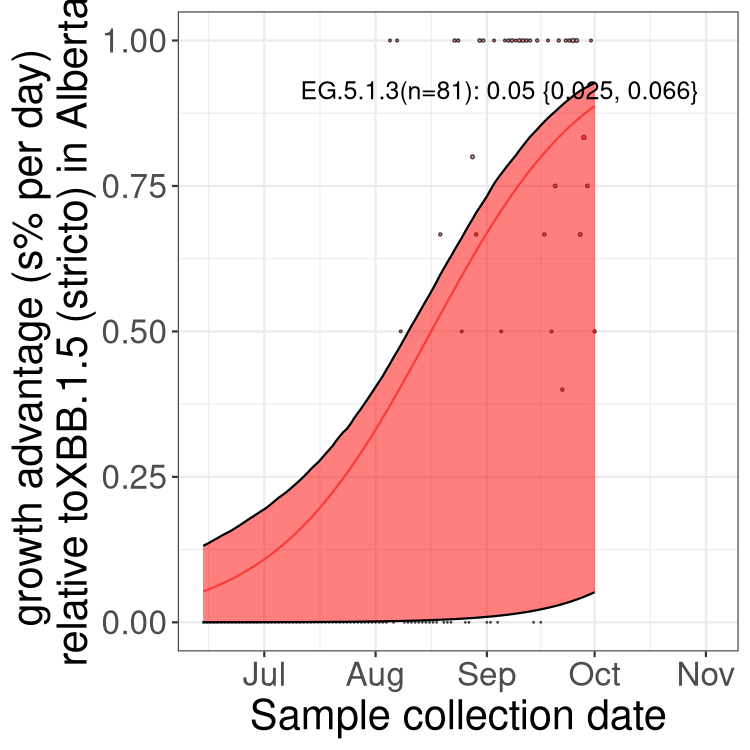 growth advantage (s% per day)
relative toXBB.1.5 (stricto) in Alberta
1.00
0.75
0.50
0.25
0.00
EG.5.1.3(n=81): 0.05 {0.025, 0.066}
Jul Aug Sep Oct Nov
Sample collection date